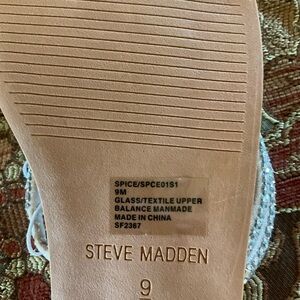 SPICE/SPCE01S1
9M
GLASS/TEXTILE UPPER
BALANCE MANMADE
MADE IN CHINA
SF2367
STEVE MADDEN
9